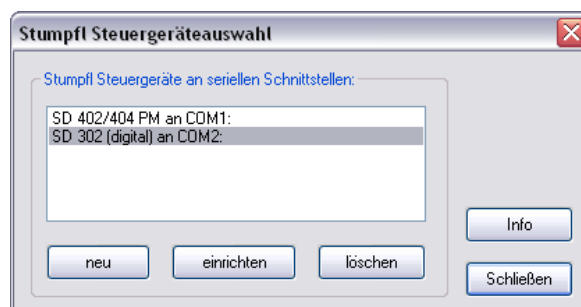 Stumpfl Steuergeräteauswahl
Stumpfl Steuergeräte an seriellen Schnittstellen:
SD 402/404 PM an COM1:
SD 302 (digital) an COM2:
neu
einrichten
löschen
Info
Schließen